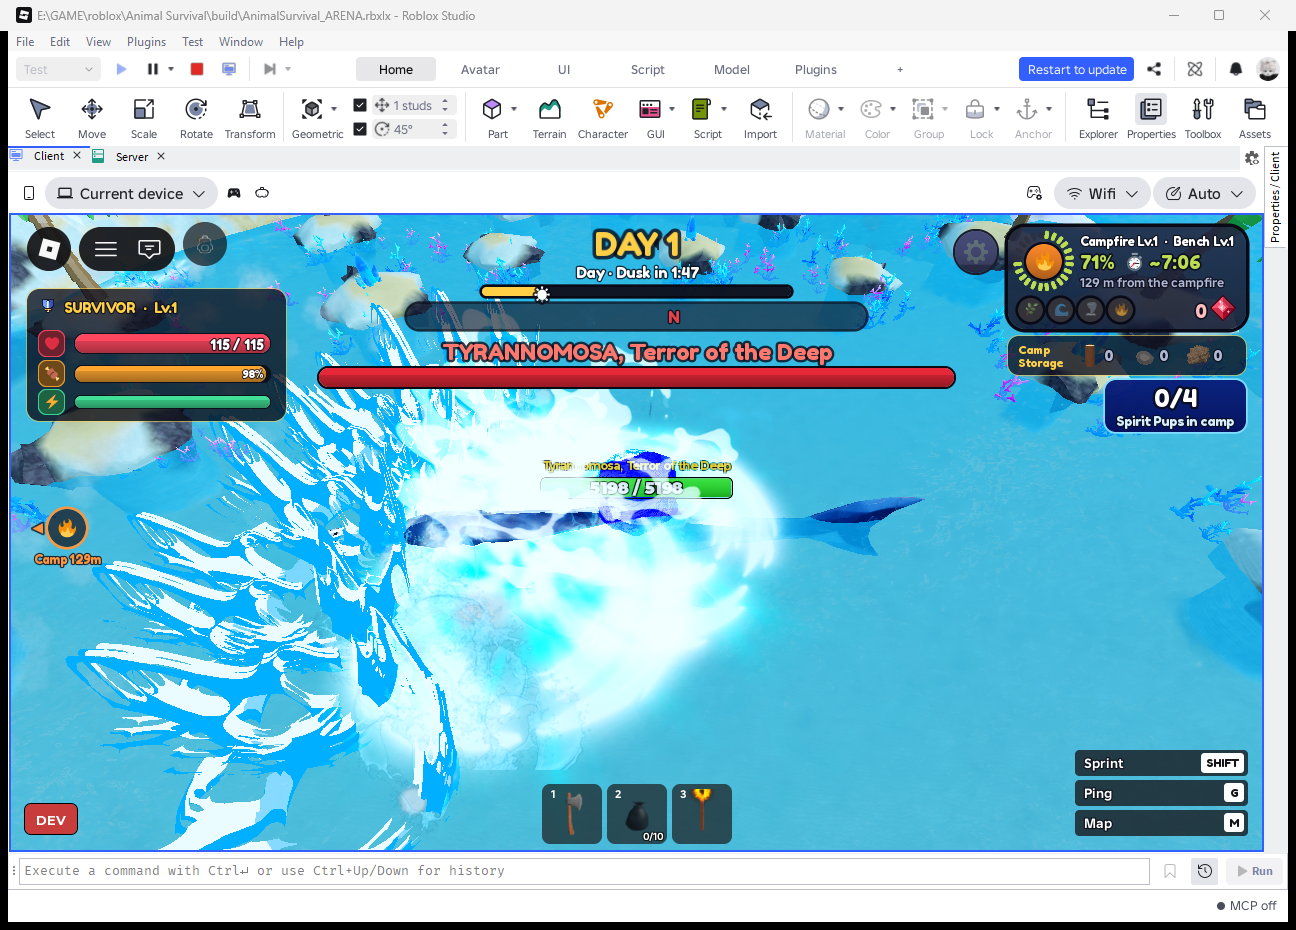 E:\GAME\roblox\Animal Survival\build\AnimalSurvival_ARENA.rbxlx - Roblox Studio
File Edit View Plugins Test Window Help
Test
Home Avatar UI Script Model Plugins +
Restart to update
1 studs
45°
Select Move Scale Rotate Transform Geometric Part Terrain Character GUI Script Import Material Color Group Lock Anchor Explorer Properties Toolbox Assets
Client Server
Properties / Client
Current device
Wifi Auto
DAY 1
Day · Dusk in 1:47
N
TYRANNOMOSA, Terror of the Deep
SURVIVOR · Lv.1
115 / 115
98%
Campfire Lv.1 · Bench Lv.1
71% ~7:06
129 m from the campfire
0
Camp Storage 0 0 0
0/4
Spirit Pups in camp
Tyrannomosa, Terror of the Deep
5198 / 5198
Camp 129m
DEV
1 2 3
0/10
Sprint SHIFT
Ping G
Map M
Execute a command with Ctrl↵ or use Ctrl+Up/Down for history
Run
MCP off